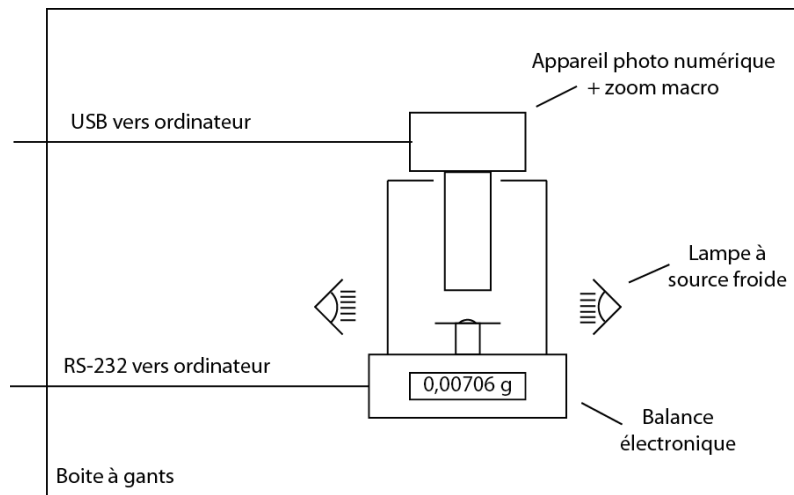 Appareil photo numérique
+ zoom macro
USB vers ordinateur
Lampe à
source froide
RS-232 vers ordinateur
0,00706 g
Balance
électronique
Boite à gants